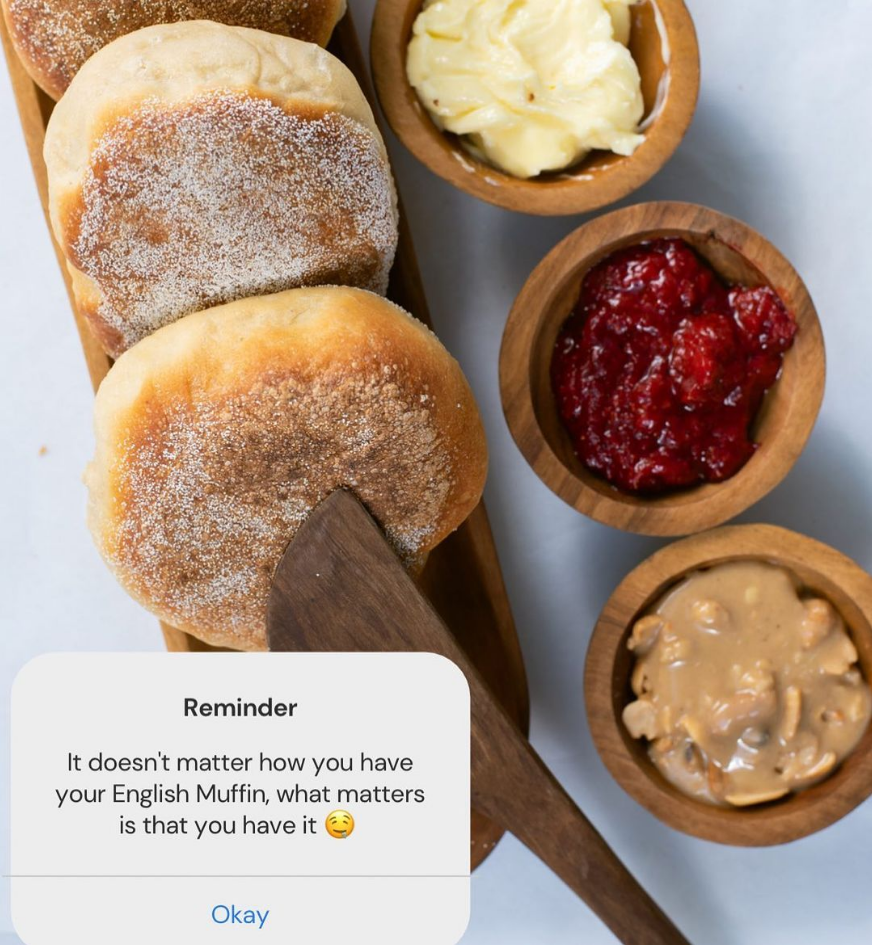 Reminder
It doesn't matter how you have
your English Muffin, what matters
is that you have it 🤤
Okay